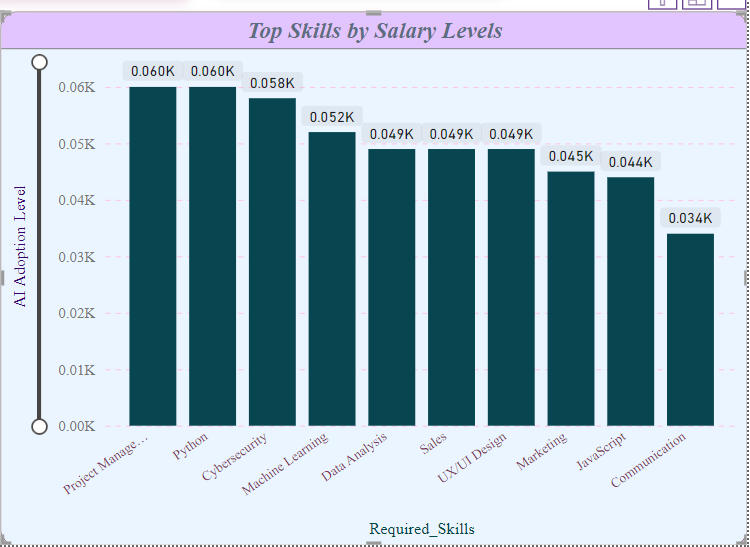 Top Skills by Salary Levels
AI Adoption Level
0.06K
0.05K
0.04K
0.03K
0.02K
0.01K
0.00K
0.060K
0.060K
0.058K
0.052K
0.049K
0.049K
0.049K
0.045K
0.044K
0.034K
Project Manage...
Python
Cybersecurity
Machine Learning
Data Analysis
Sales
UX/UI Design
Marketing
JavaScript
Communication
Required_Skills